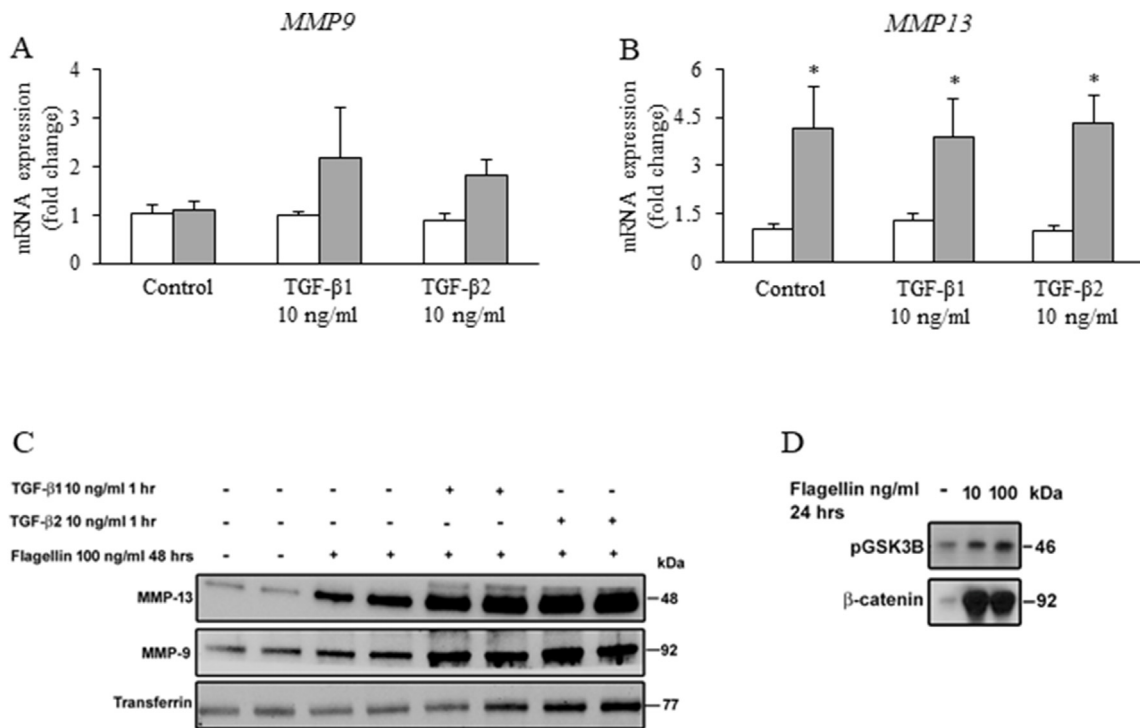 MMP9
A
mRNA expression
(fold change)
4
3
2
1
0
Control
TGF-β1
10 ng/ml
TGF-β2
10 ng/ml
MMP13
B
mRNA expression
(fold change)
6
4.5
3
1.5
0
* * *
Control
TGF-β1
10 ng/ml
TGF-β2
10 ng/ml
C
TGF-β1 10 ng/ml 1 hr - - - - + + - -
TGF-β2 10 ng/ml 1 hr - - - - - - + +
Flagellin 100 ng/ml 48 hrs - - + + + + + +
kDa
MMP-13 -48
MMP-9 -92
Transferrin -77
D
Flagellin ng/ml - 10 100 kDa
24 hrs
pGSK3B -46
β-catenin -92